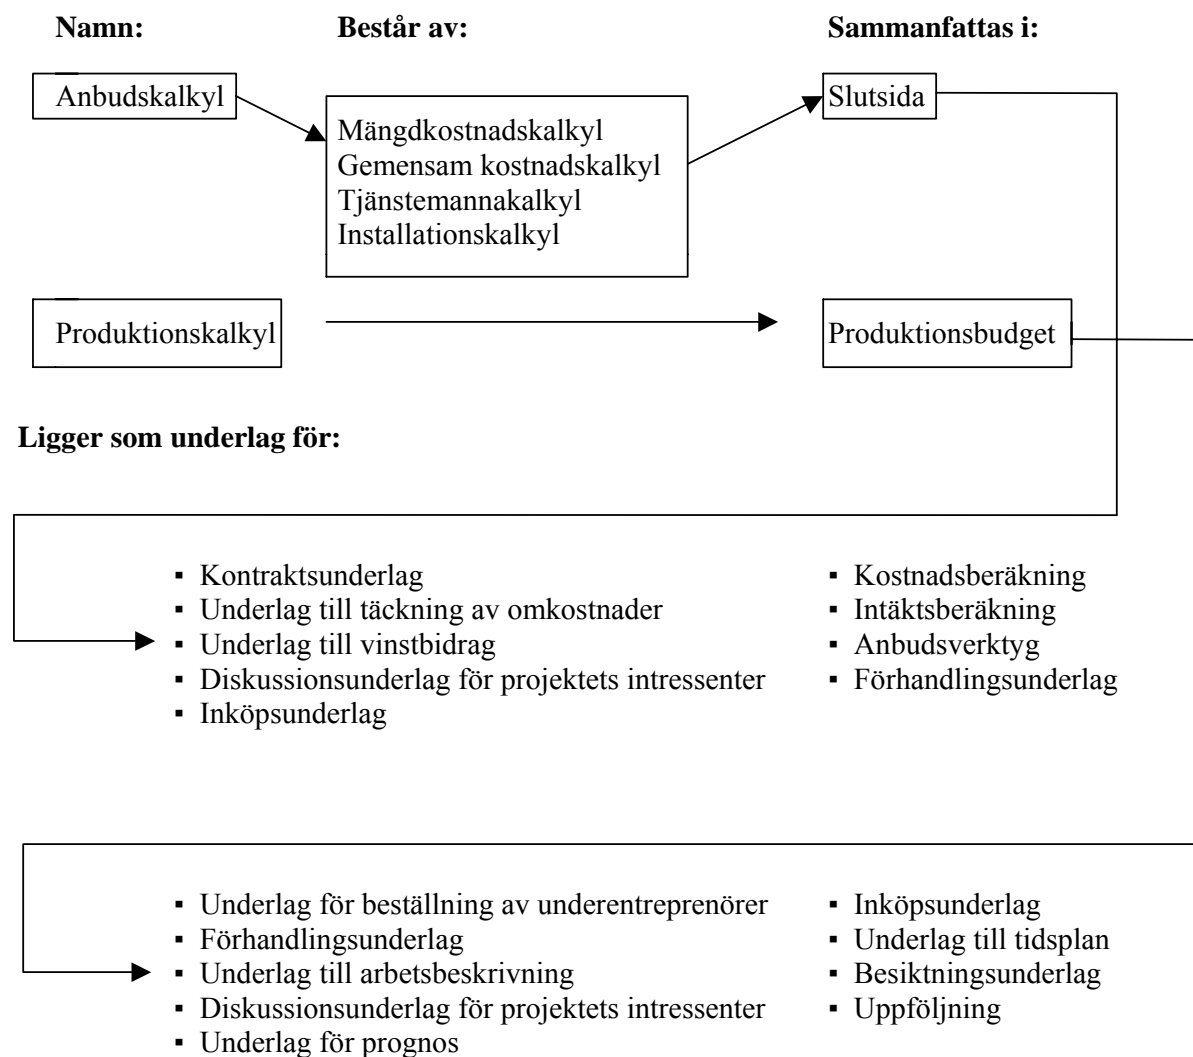 Namn: Består av: Sammanfattas i:
Anbudskalkyl Slutsida
Mängdkostnadskalkyl
Gemensam kostnadskalkyl
Tjänstemannakalkyl
Installationskalkyl
Produktionskalkyl Produktionsbudget
Ligger som underlag för:
▪ Kontraktsunderlag
▪ Underlag till täckning av omkostnader
▪ Underlag till vinstbidrag
▪ Diskussionsunderlag för projektets intressenter
▪ Inköpsunderlag
▪ Kostnadsberäkning
▪ Intäktsberäkning
▪ Anbudsverktyg
▪ Förhandlingsunderlag
▪ Underlag för beställning av underentreprenörer
▪ Förhandlingsunderlag
▪ Underlag till arbetsbeskrivning
▪ Diskussionsunderlag för projektets intressenter
▪ Underlag för prognos
▪ Inköpsunderlag
▪ Underlag till tidsplan
▪ Besiktningsunderlag
▪ Uppföljning